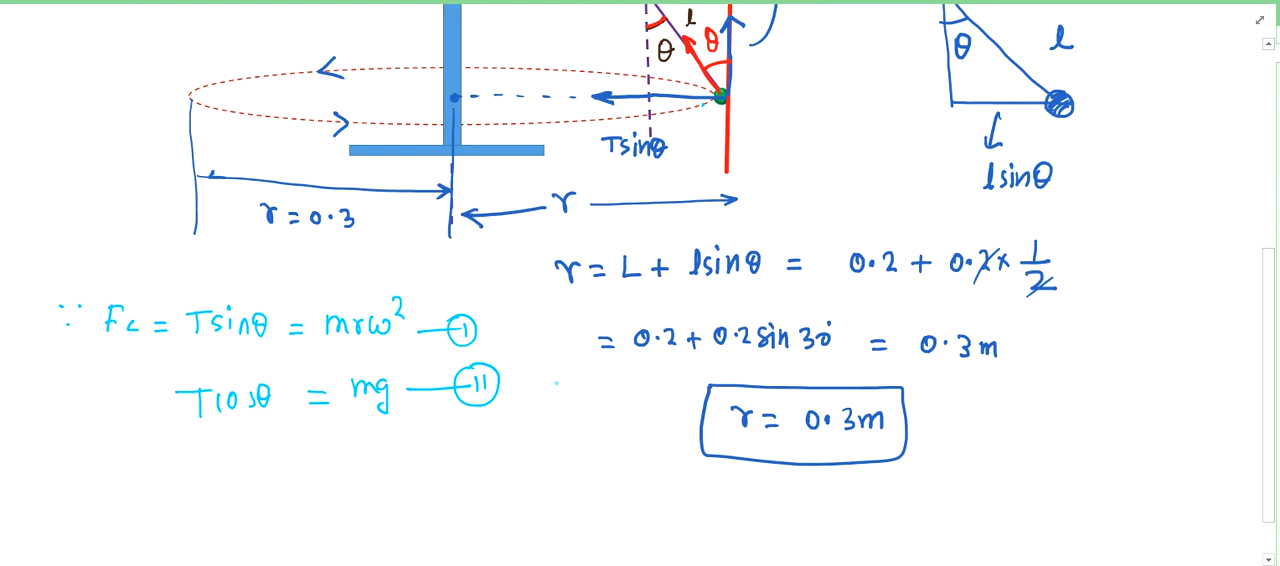 l
θ
θ
θ
l
Tsinθ
lsinθ
r = 0.3
r
r = L + lsinθ = 0.2 + 0.2 × 1/2
∵ Fc = Tsinθ = mrω² — I
= 0.2 + 0.2 sin 30° = 0.3 m
Tcosθ = mg — II
r = 0.3m